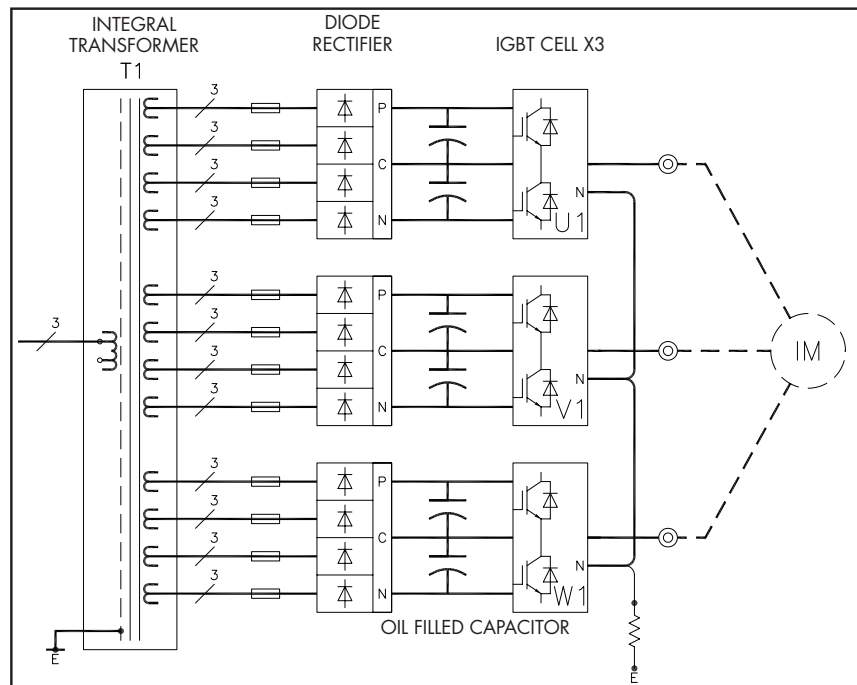 INTEGRAL
TRANSFORMER
T1
DIODE
RECTIFIER
IGBT CELL X3
3
3
3
3
P
C
N
N
U1
3
3
3
3
3
P
C
N
N
V1
IM
3
3
3
3
P
C
N
N
W1
OIL FILLED CAPACITOR
E
E